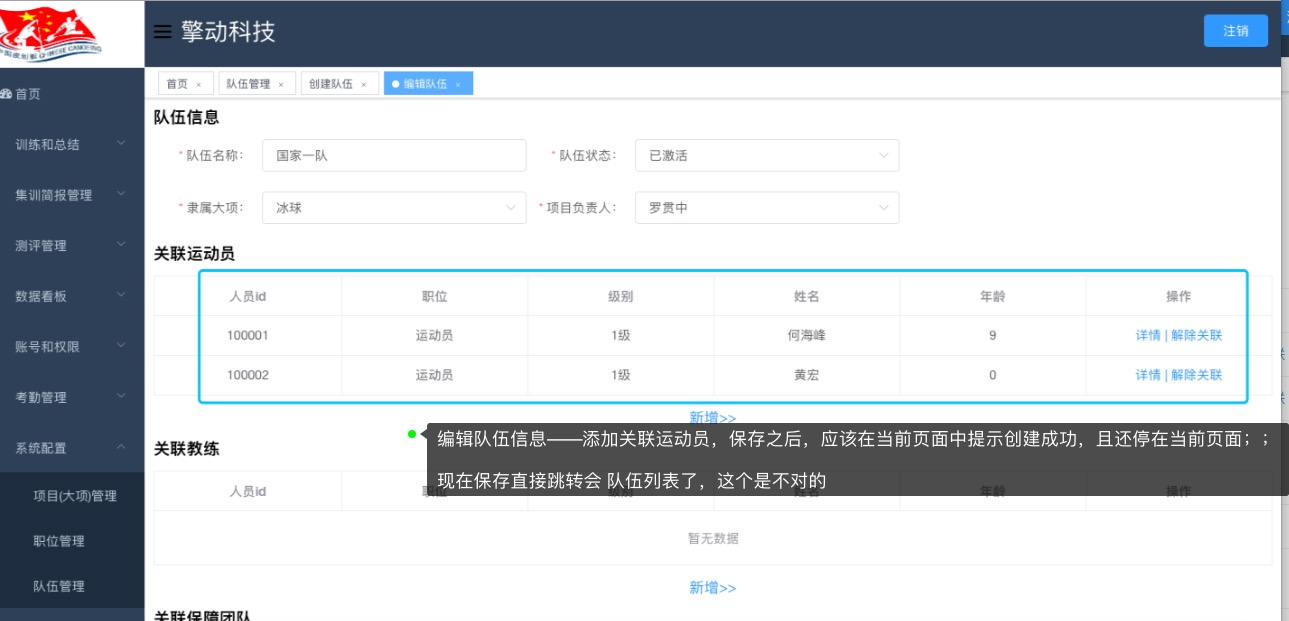 CHINESE CANOEING
擎动科技
注销
首页 ×
队伍管理 ×
创建队伍 ×
编辑队伍 ×
首页
训练和总结
集训简报管理
测评管理
数据看板
账号和权限
考勤管理
系统配置
项目(大项)管理
职位管理
队伍管理
队伍信息
*队伍名称: 国家一队
*队伍状态: 已激活
*隶属大项: 冰球
*项目负责人: 罗贯中
关联运动员
人员id 职位 级别 姓名 年龄 操作
100001 运动员 1级 何海峰 9 详情 | 解除关联
100002 运动员 1级 黄宏 0 详情 | 解除关联
新增>>
编辑队伍信息——添加关联运动员，保存之后，应该在当前页面中提示创建成功，且还停在当前页面；；
现在保存直接跳转会 队伍列表了，这个是不对的
关联教练
人员id 职位 级别 姓名 年龄 操作
暂无数据
新增>>
关联保障团队